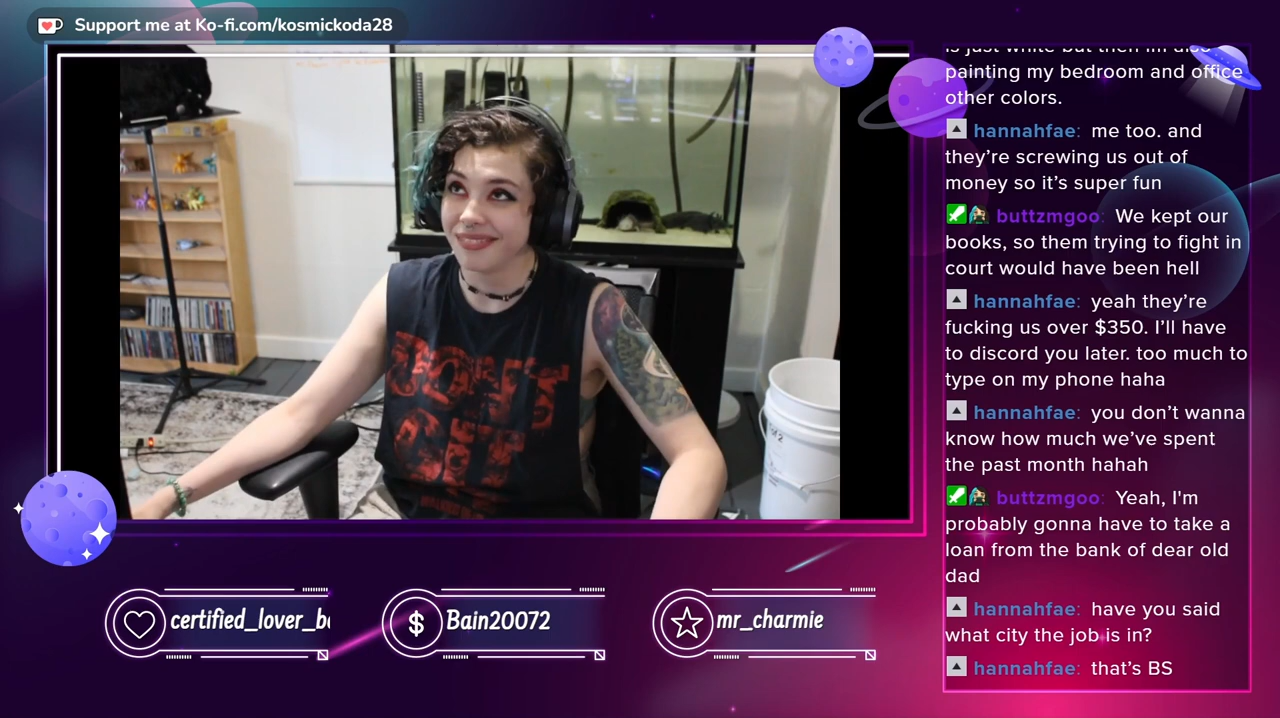 Support me at Ko-fi.com/kosmickoda28
painting my bedroom and office
other colors.
hannahfae: me too. and
they're screwing us out of
money so it's super fun
buttzmgoo: We kept our
books, so them trying to fight in
court would have been hell
hannahfae: yeah they're
fucking us over $350. I'll have
to discord you later. too much to
type on my phone haha
hannahfae: you don't wanna
know how much we've spent
the past month hahah
buttzmgoo: Yeah, I'm
probably gonna have to take a
loan from the bank of dear old
dad
hannahfae: have you said
what city the job is in?
hannahfae: that's BS
DON'T
certified_lover_b
$ Bain20072
mr_charmie